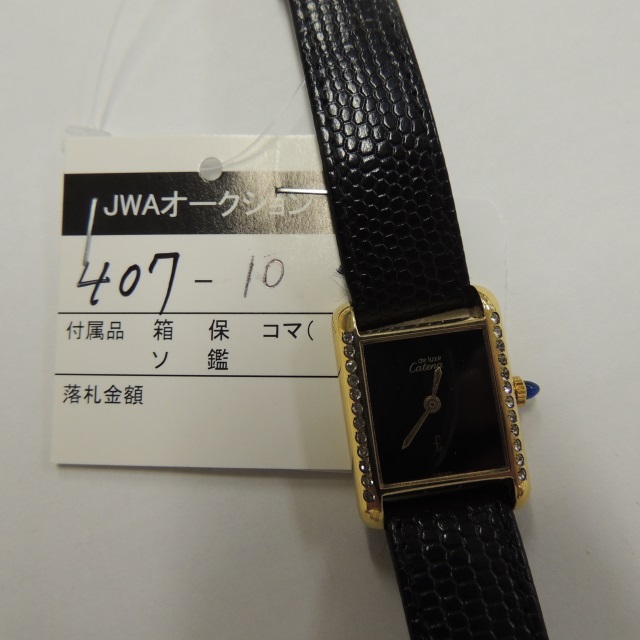 JWAオークション
407-10
付属品 箱 保 コマ(
ソ 鑑
落札金額
de luxe
Caterina